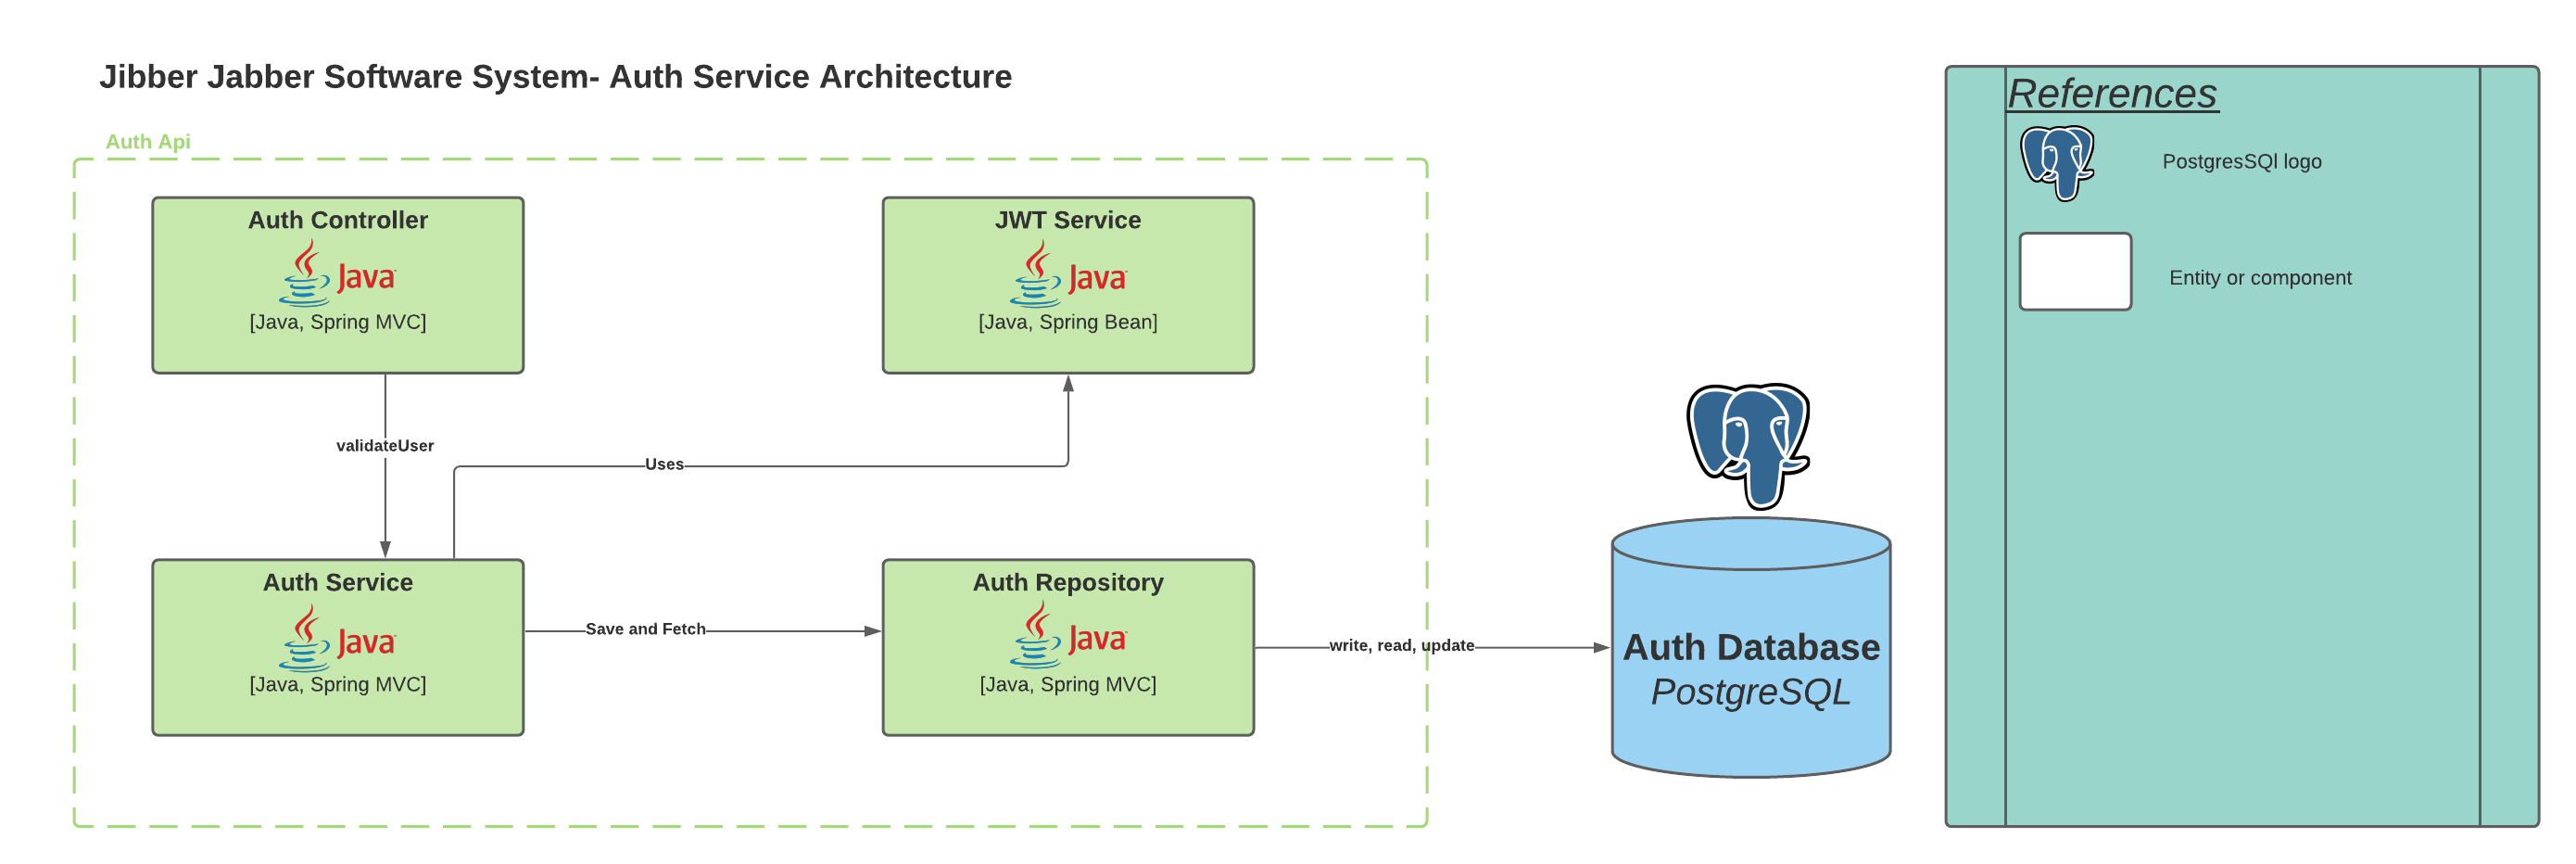 Jibber Jabber Software System- Auth Service Architecture
Auth Api
Auth Controller
Java
[Java, Spring MVC]
JWT Service
Java
[Java, Spring Bean]
validateUser
Uses
Auth Service
Java
[Java, Spring MVC]
Save and Fetch
Auth Repository
Java
[Java, Spring MVC]
write, read, update
Auth Database
PostgreSQL
References
PostgresSQl logo
Entity or component